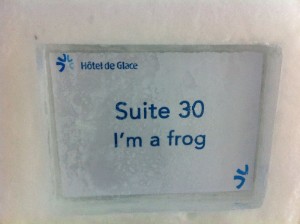 Hôtel de Glace
Suite 30
I'm a frog